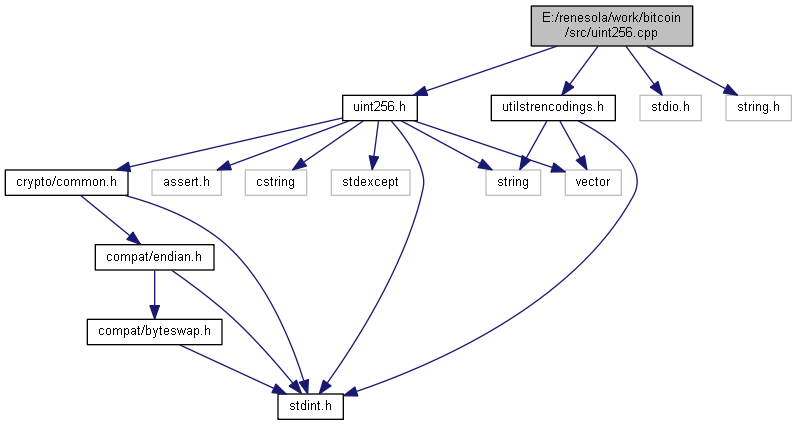 E:/renesola/work/bitcoin
/src/uint256.cpp
uint256.h
utilstrencodings.h
stdio.h
string.h
crypto/common.h
assert.h
cstring
stdexcept
string
vector
compat/endian.h
compat/byteswap.h
stdint.h